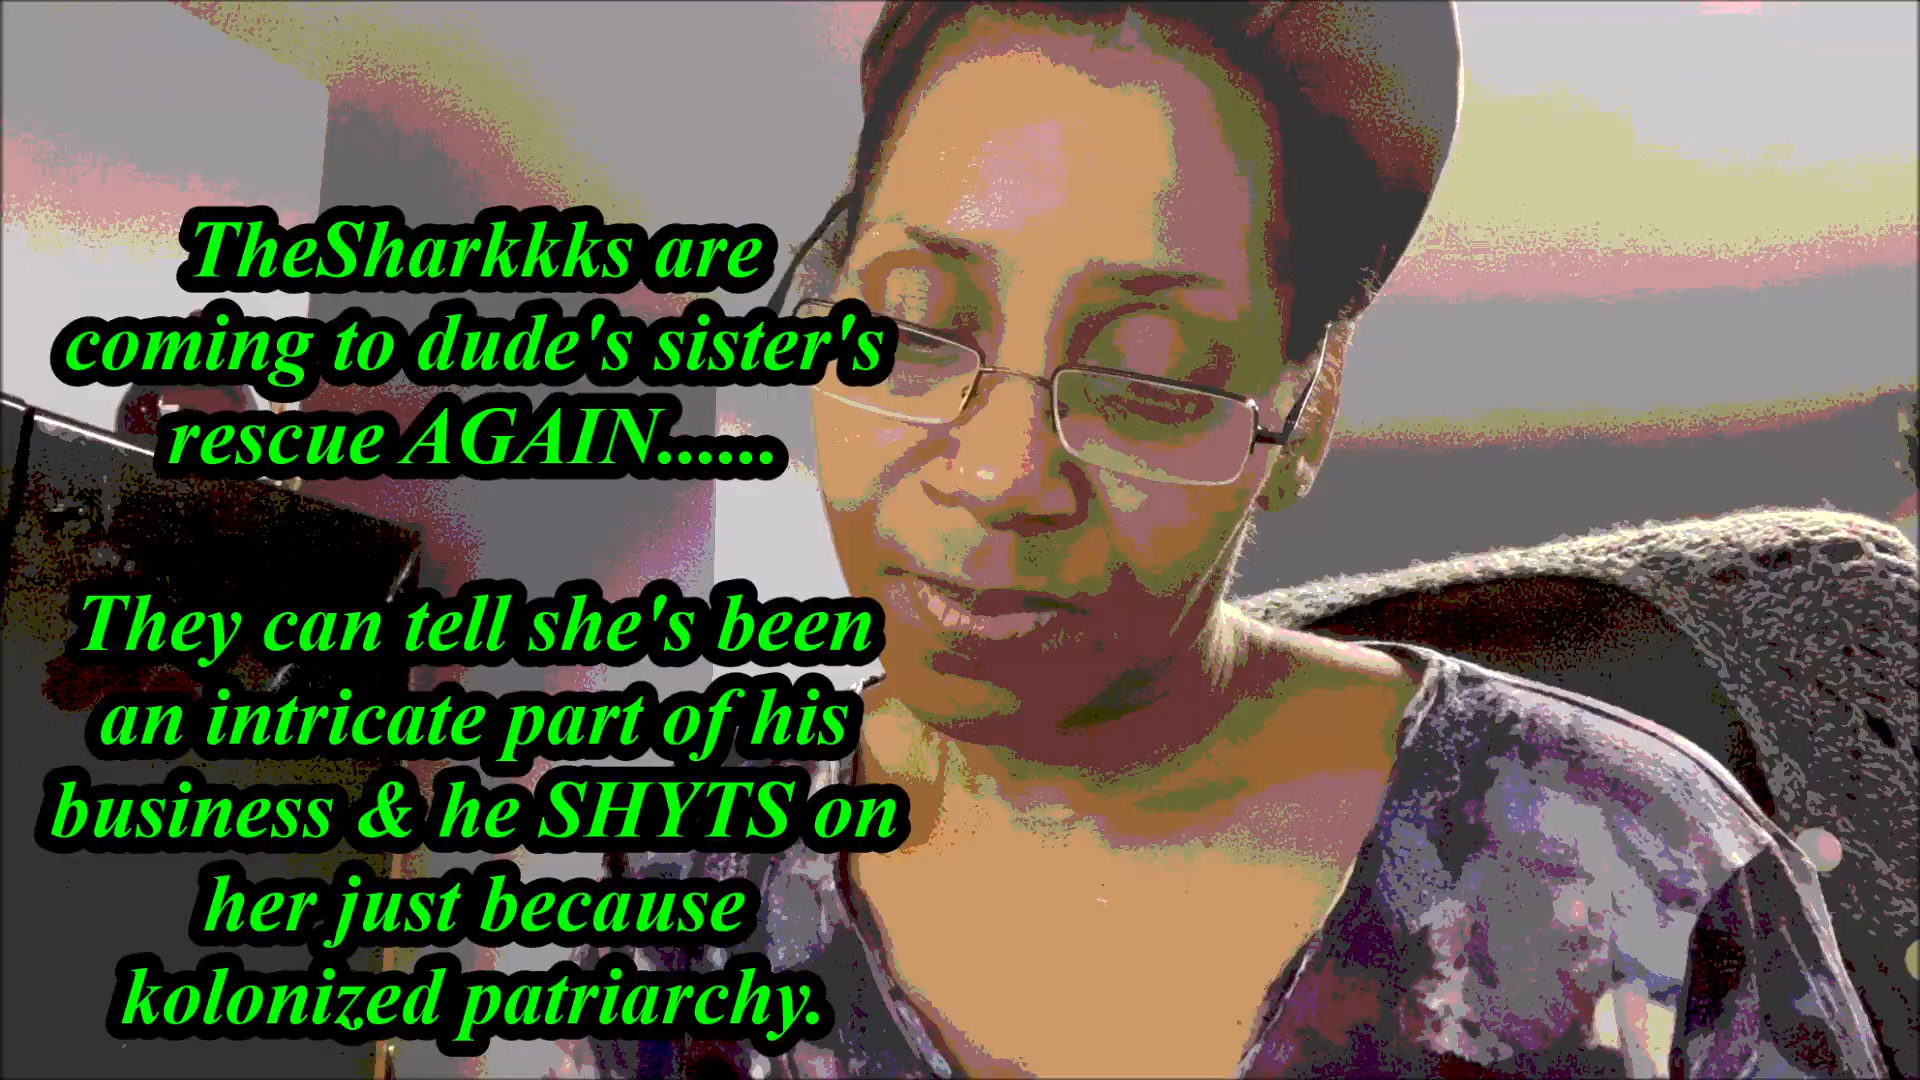 TheSharkkks are
coming to dude's sister's
rescue AGAIN......
They can tell she's been
an intricate part of his
business & he SHYTS on
her just because
kolonized patriarchy.